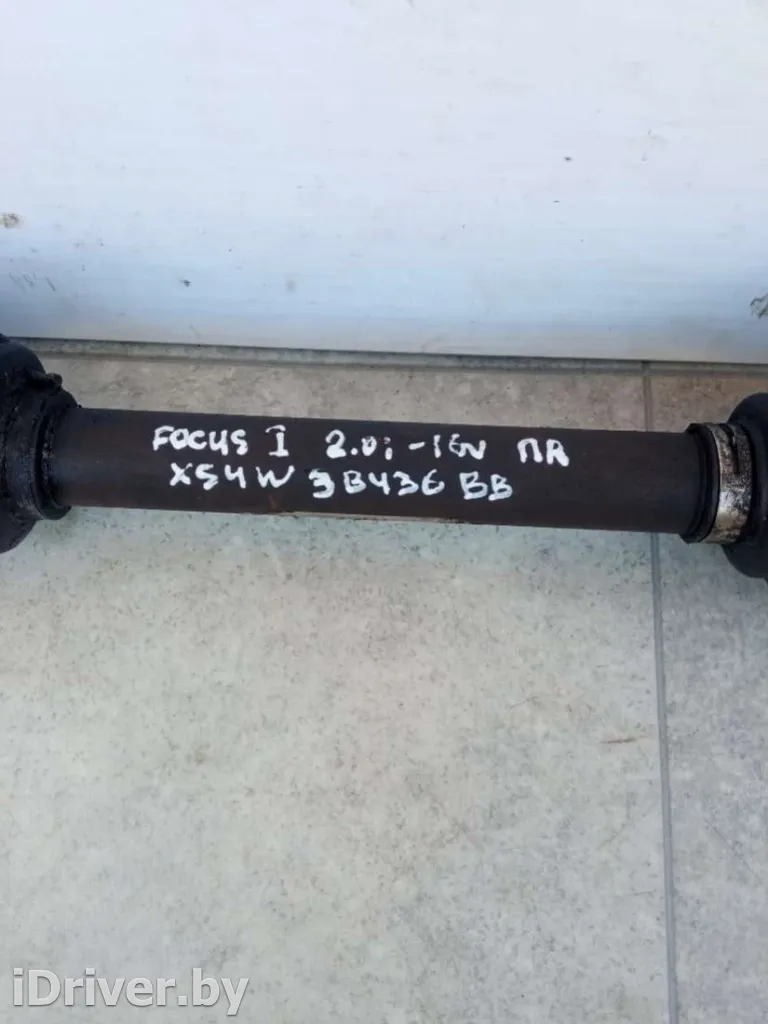 FOCUS I 2.0i-16V ПR
XS4W 3B436 BB
iDriver.by